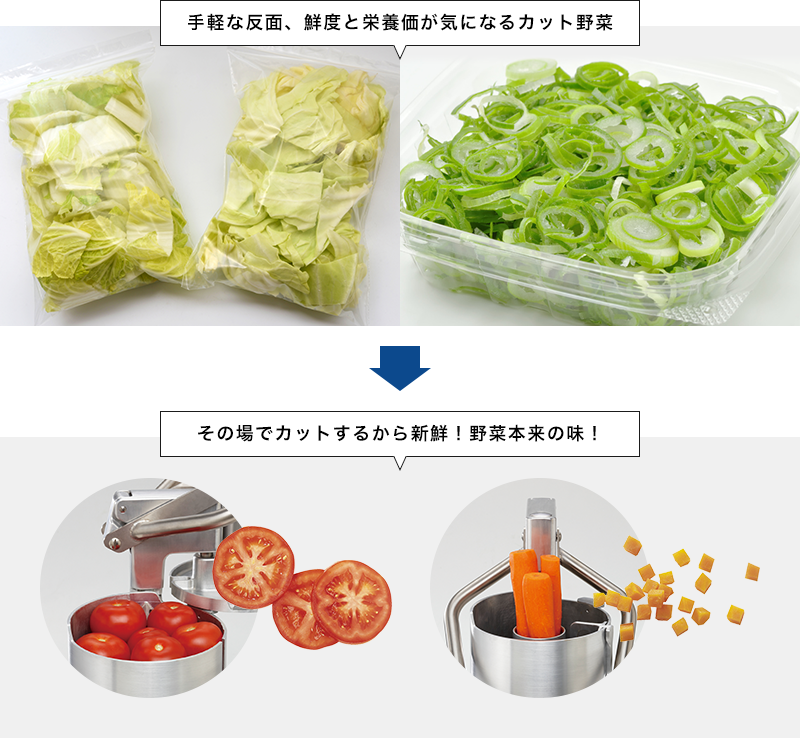 手軽な反面、鮮度と栄養価が気になるカット野菜
その場でカットするから新鮮！野菜本来の味！